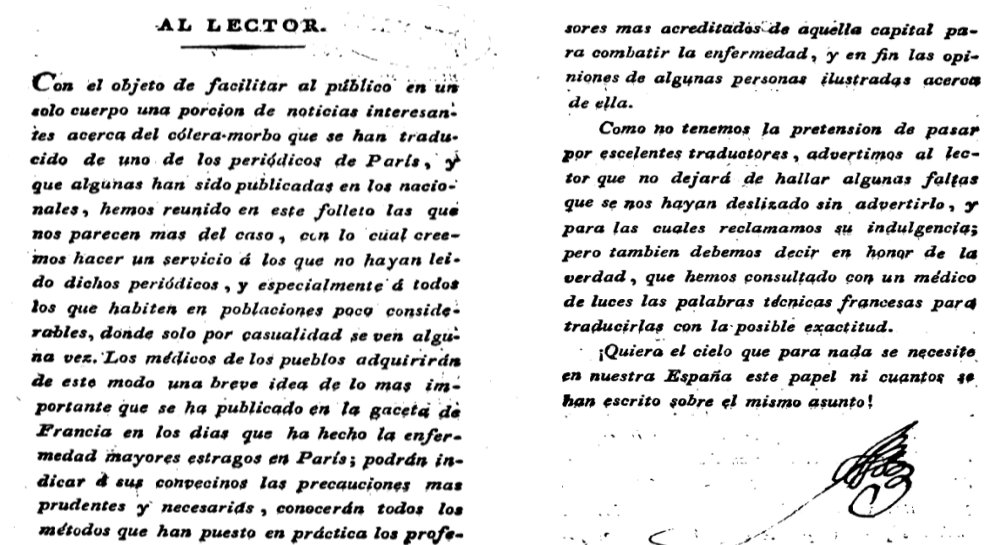 AL LECTOR.
Con el objeto de facilitar al público en un
solo cuerpo una porcion de noticias interesan-
tes acerca del cólera-morbo que se han tradu-
cido de uno de los periódicos de París, y
que algunas han sido publicadas en los nacio-
nales, hemos reunido en este folleto las que
nos parecen mas del caso, con lo cual cree-
mos hacer un servicio á los que no hayan lei-
do dichos periódicos, y especialmente á todos
los que habiten en poblaciones poco conside-
rables, donde solo por casualidad se ven algu-
na vez. Los médicos de los pueblos adquirirán
de este modo una breve idea de lo mas im-
portante que se ha publicado en la gaceta de
Francia en los dias que ha hecho la enfer-
medad mayores estragos en París; podrán in-
dicar á sus convecinos las precauciones mas
prudentes y necesarias, conocerán todos los
métodos que han puesto en práctica los profe-
sores mas acreditados de aquella capital pa-
ra combatir la enfermedad, y en fin las opi-
niones de algunas personas ilustradas acerca
de ella.
Como no tenemos la pretension de pasar
por escelentes traductores, advertimos al lec-
tor que no dejará de hallar algunas faltas
que se nos hayan deslizado sin advertirlo, y
para las cuales reclamamos su indulgencia;
pero tambien debemos decir en honor de la
verdad, que hemos consultado con un médico
de luces las palabras técnicas francesas para
traducirlas con la posible exactitud.
¡Quiera el cielo que para nada se necesite
en nuestra España este papel ni cuantos se
han escrito sobre el mismo asunto!